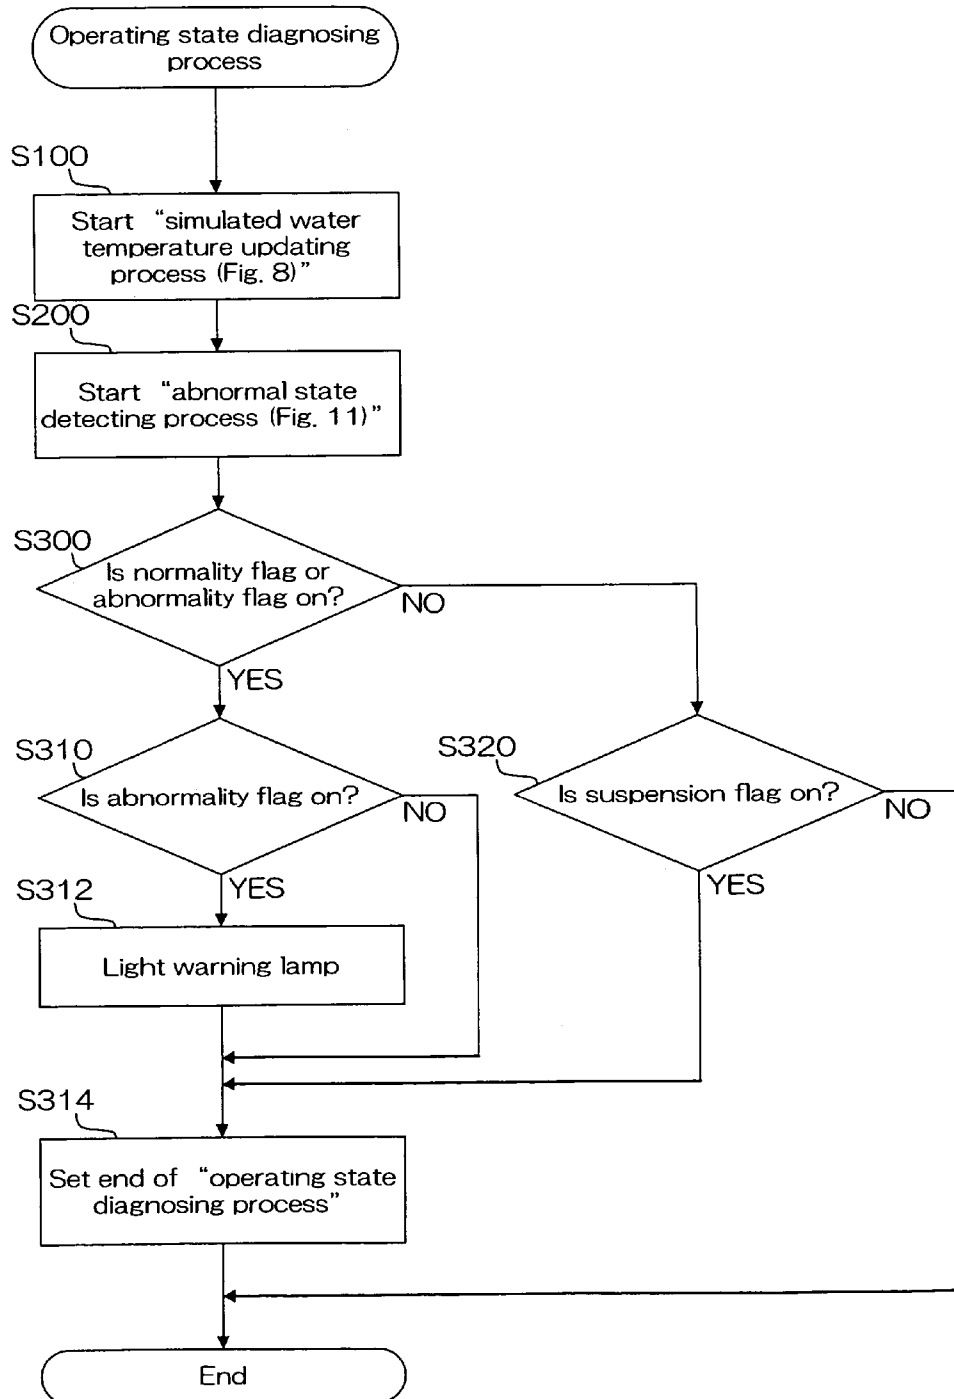 Operating state diagnosing
process
S100
Start “simulated water
temperature updating
process (Fig. 8)”
S200
Start “abnormal state
detecting process (Fig. 11)”
S300
Is normality flag or
abnormality flag on?
NO
YES
S310
Is abnormality flag on?
NO
S320
Is suspension flag on?
NO
YES
YES
S312
Light warning lamp
S314
Set end of “operating state
diagnosing process”
End